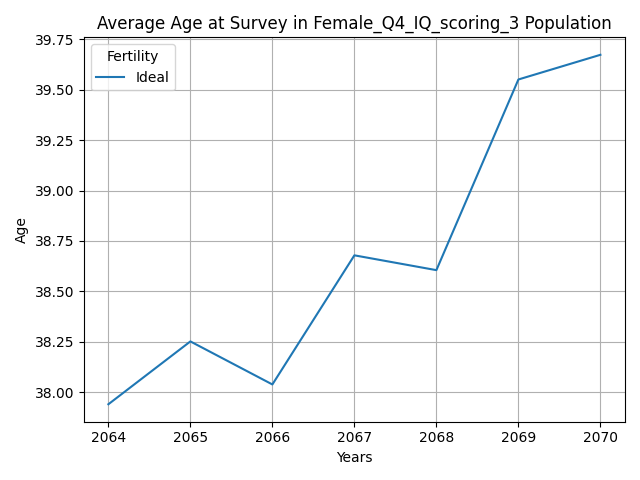 Average Age at Survey in Female_Q4_IQ_scoring_3 Population
Fertility
Ideal
39.75
39.50
39.25
39.00
38.75
38.50
38.25
38.00
Age
2064 2065 2066 2067 2068 2069 2070
Years